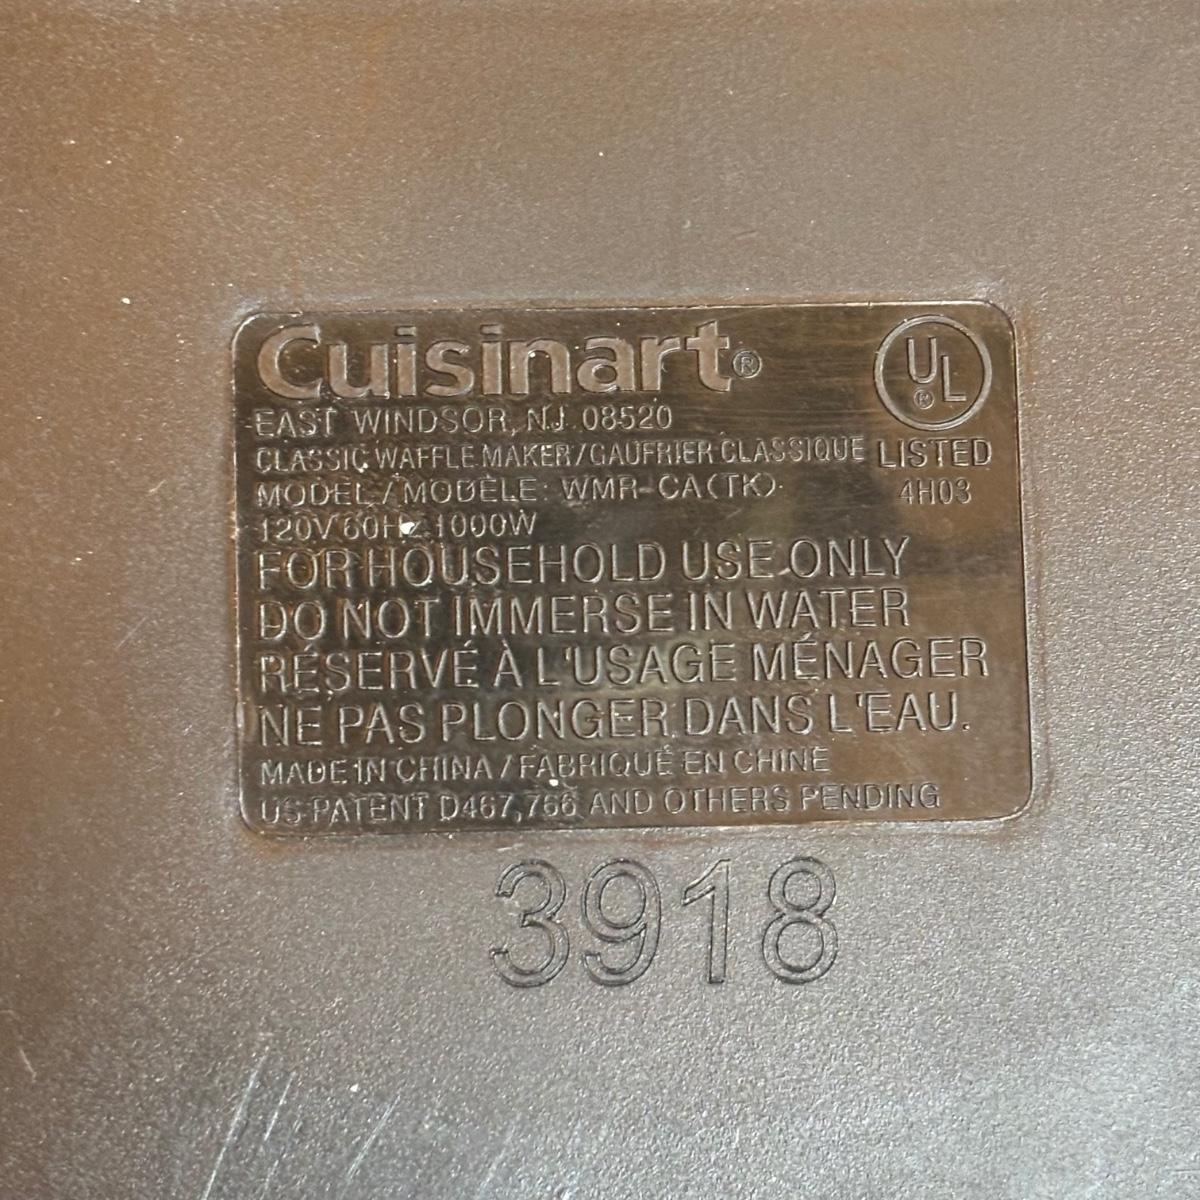 Cuisinart®
UL®
EAST WINDSOR, NJ 08520
CLASSIC WAFFLE MAKER/GAUFRIER CLASSIQUE
LISTED
MODEL/MODÈLE: WMR-CA(TK)
4H03
120V 60HZ 1000W
FOR HOUSEHOLD USE ONLY
DO NOT IMMERSE IN WATER
RÉSERVÉ À L'USAGE MÉNAGER
NE PAS PLONGER DANS L'EAU.
MADE IN CHINA / FABRIQUÉ EN CHINE
US PATENT D467,766 AND OTHERS PENDING
3918